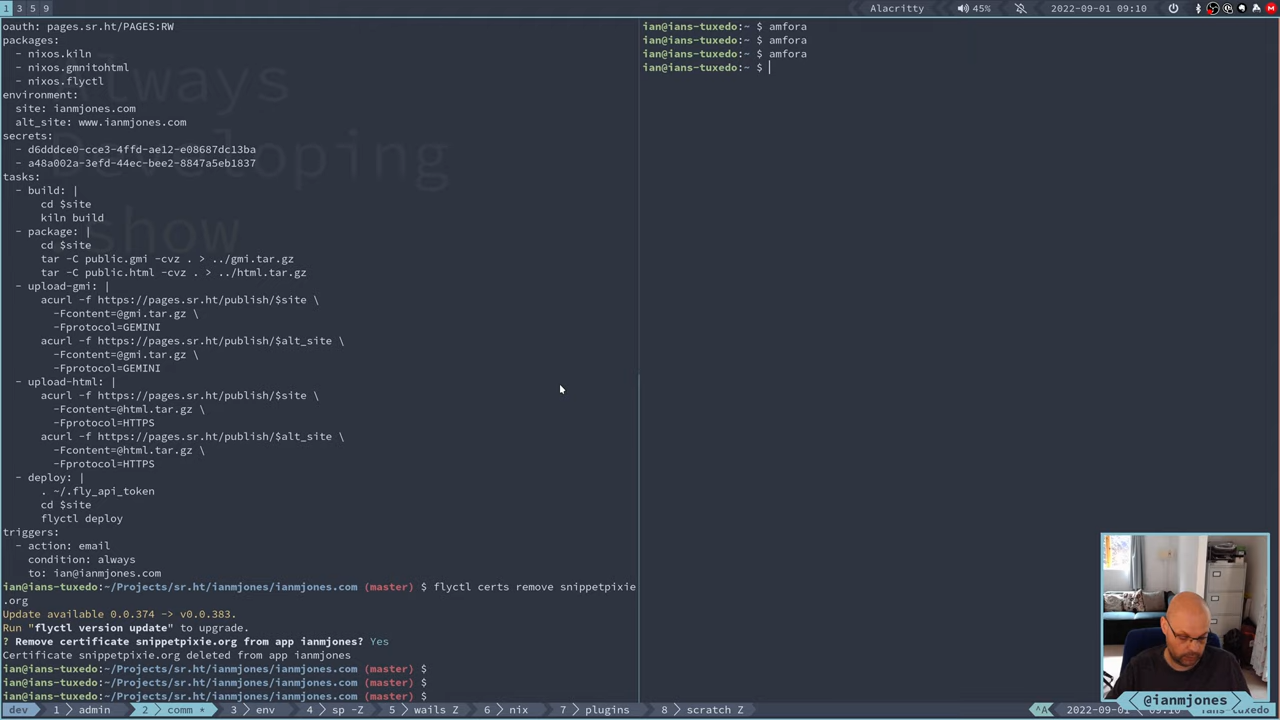 1 3 5 9
Alacritty 45% 2022-09-01 09:10
oauth: pages.sr.ht/PAGES:RW
packages:
- nixos.kiln
- nixos.gmnitohtml
- nixos.flyctl
environment:
site: ianmjones.com
alt_site: www.ianmjones.com
secrets:
- d6dddce0-cce3-4ffd-ae12-e08687dc13ba
- a48a002a-3efd-44ec-bee2-8847a5eb1837
tasks:
- build: |
cd $site
kiln build
- package: |
cd $site
tar -C public.gmi -cvz . > ../gmi.tar.gz
tar -C public.html -cvz . > ../html.tar.gz
- upload-gmi: |
acurl -f https://pages.sr.ht/publish/$site \
-Fcontent=@gmi.tar.gz \
-Fprotocol=GEMINI
acurl -f https://pages.sr.ht/publish/$alt_site \
-Fcontent=@gmi.tar.gz \
-Fprotocol=GEMINI
- upload-html: |
acurl -f https://pages.sr.ht/publish/$site \
-Fcontent=@html.tar.gz \
-Fprotocol=HTTPS
acurl -f https://pages.sr.ht/publish/$alt_site \
-Fcontent=@html.tar.gz \
-Fprotocol=HTTPS
- deploy: |
. ~/.fly_api_token
cd $site
flyctl deploy
triggers:
- action: email
condition: always
to: ian@ianmjones.com
ian@ians-tuxedo:~/Projects/sr.ht/ianmjones/ianmjones.com (master) $ flyctl certs remove snippetpixie
.org
Update available 0.0.374 -> v0.0.383.
Run "flyctl version update" to upgrade.
? Remove certificate snippetpixie.org from app ianmjones? Yes
Certificate snippetpixie.org deleted from app ianmjones
ian@ians-tuxedo:~/Projects/sr.ht/ianmjones/ianmjones.com (master) $
ian@ians-tuxedo:~/Projects/sr.ht/ianmjones/ianmjones.com (master) $
ian@ians-tuxedo:~/Projects/sr.ht/ianmjones/ianmjones.com (master) $
Always
Developing
Show
ian@ians-tuxedo:~ $ amfora
ian@ians-tuxedo:~ $ amfora
ian@ians-tuxedo:~ $ amfora
ian@ians-tuxedo:~ $
@ianmjones
dev 1 admin 2 comm * 3 env 4 sp -Z 5 wails Z 6 nix 7 plugins 8 scratch Z ^A